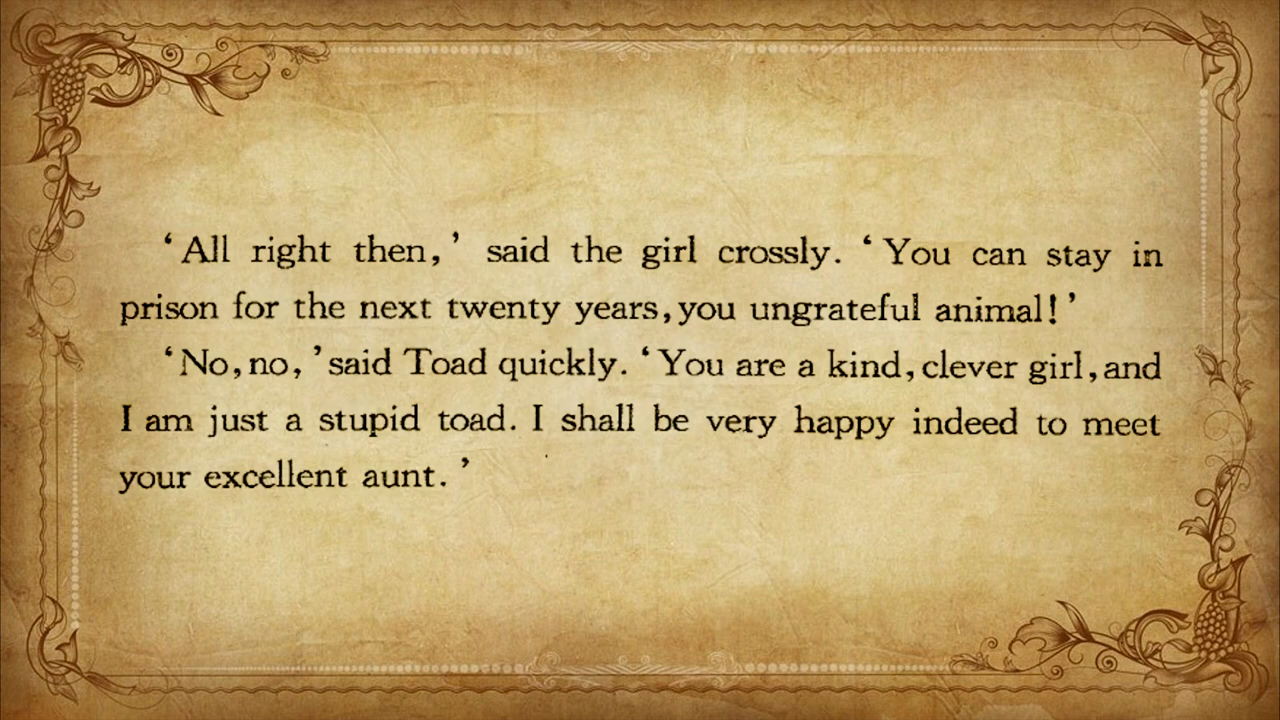 ‘All right then,’ said the girl crossly. ‘You can stay in
prison for the next twenty years, you ungrateful animal!’
‘No, no,’ said Toad quickly. ‘You are a kind, clever girl, and
I am just a stupid toad. I shall be very happy indeed to meet
your excellent aunt.’